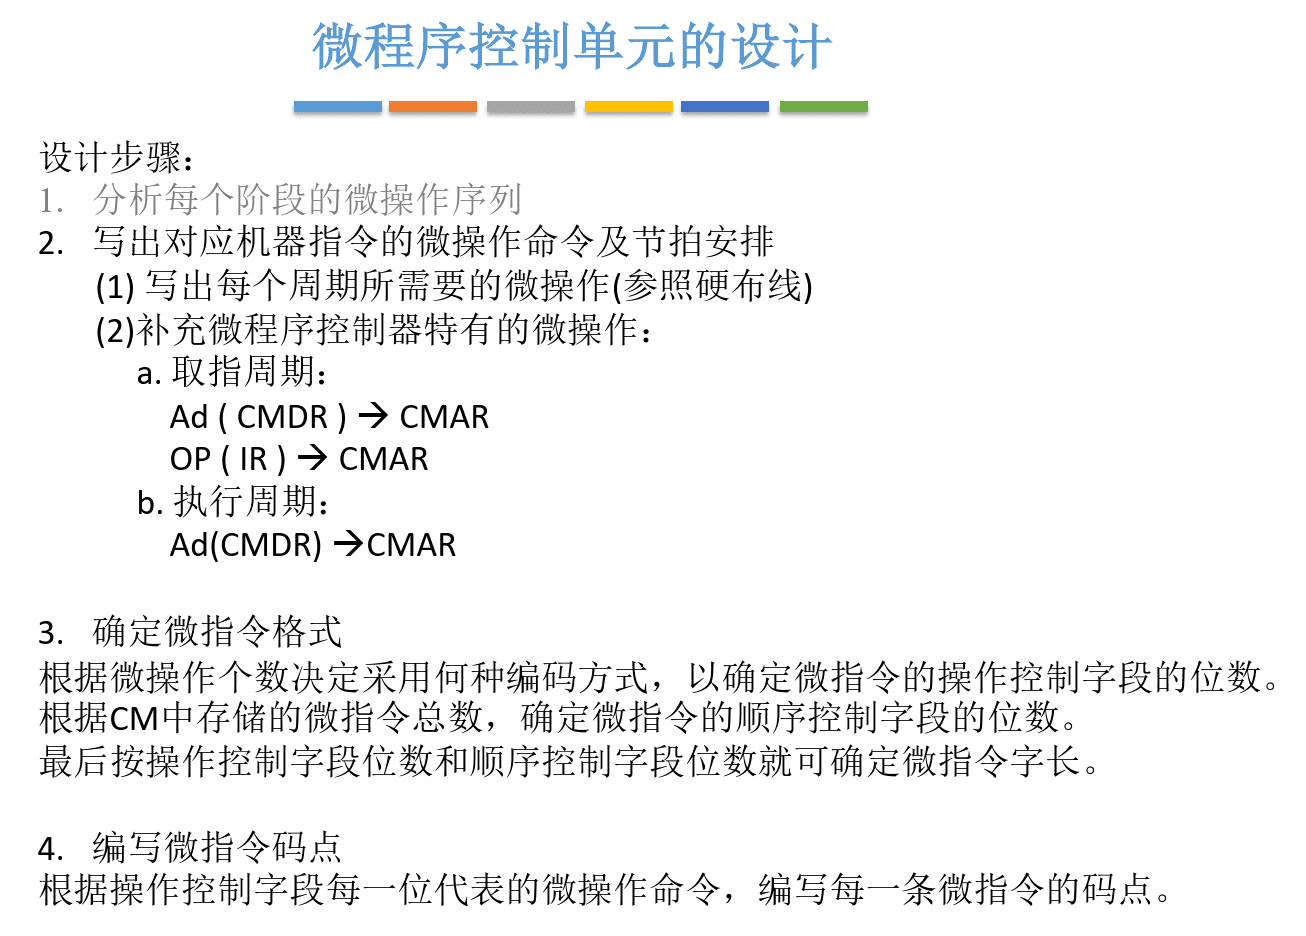 微程序控制单元的设计
设计步骤：
1. 分析每个阶段的微操作序列
2. 写出对应机器指令的微操作命令及节拍安排
(1) 写出每个周期所需要的微操作(参照硬布线)
(2)补充微程序控制器特有的微操作：
a. 取指周期：
Ad ( CMDR ) → CMAR
OP ( IR ) → CMAR
b. 执行周期：
Ad(CMDR) →CMAR
3. 确定微指令格式
根据微操作个数决定采用何种编码方式，以确定微指令的操作控制字段的位数。
根据CM中存储的微指令总数，确定微指令的顺序控制字段的位数。
最后按操作控制字段位数和顺序控制字段位数就可确定微指令字长。
4. 编写微指令码点
根据操作控制字段每一位代表的微操作命令，编写每一条微指令的码点。